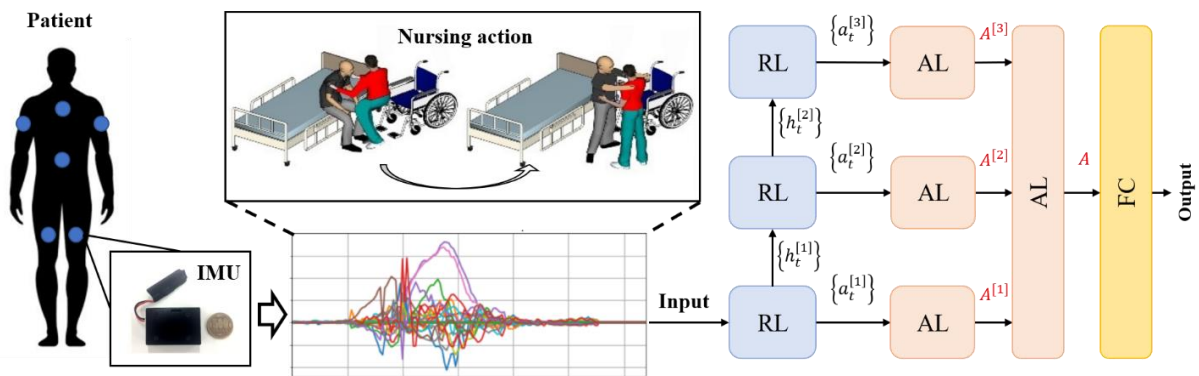 Patient
Nursing action
IMU
Input
RL
{a_t^{[3]}}
AL
A^{[3]}
{h_t^{[2]}}
RL
{a_t^{[2]}}
AL
A^{[2]}
AL
A
FC
Output
{h_t^{[1]}}
RL
{a_t^{[1]}}
AL
A^{[1]}